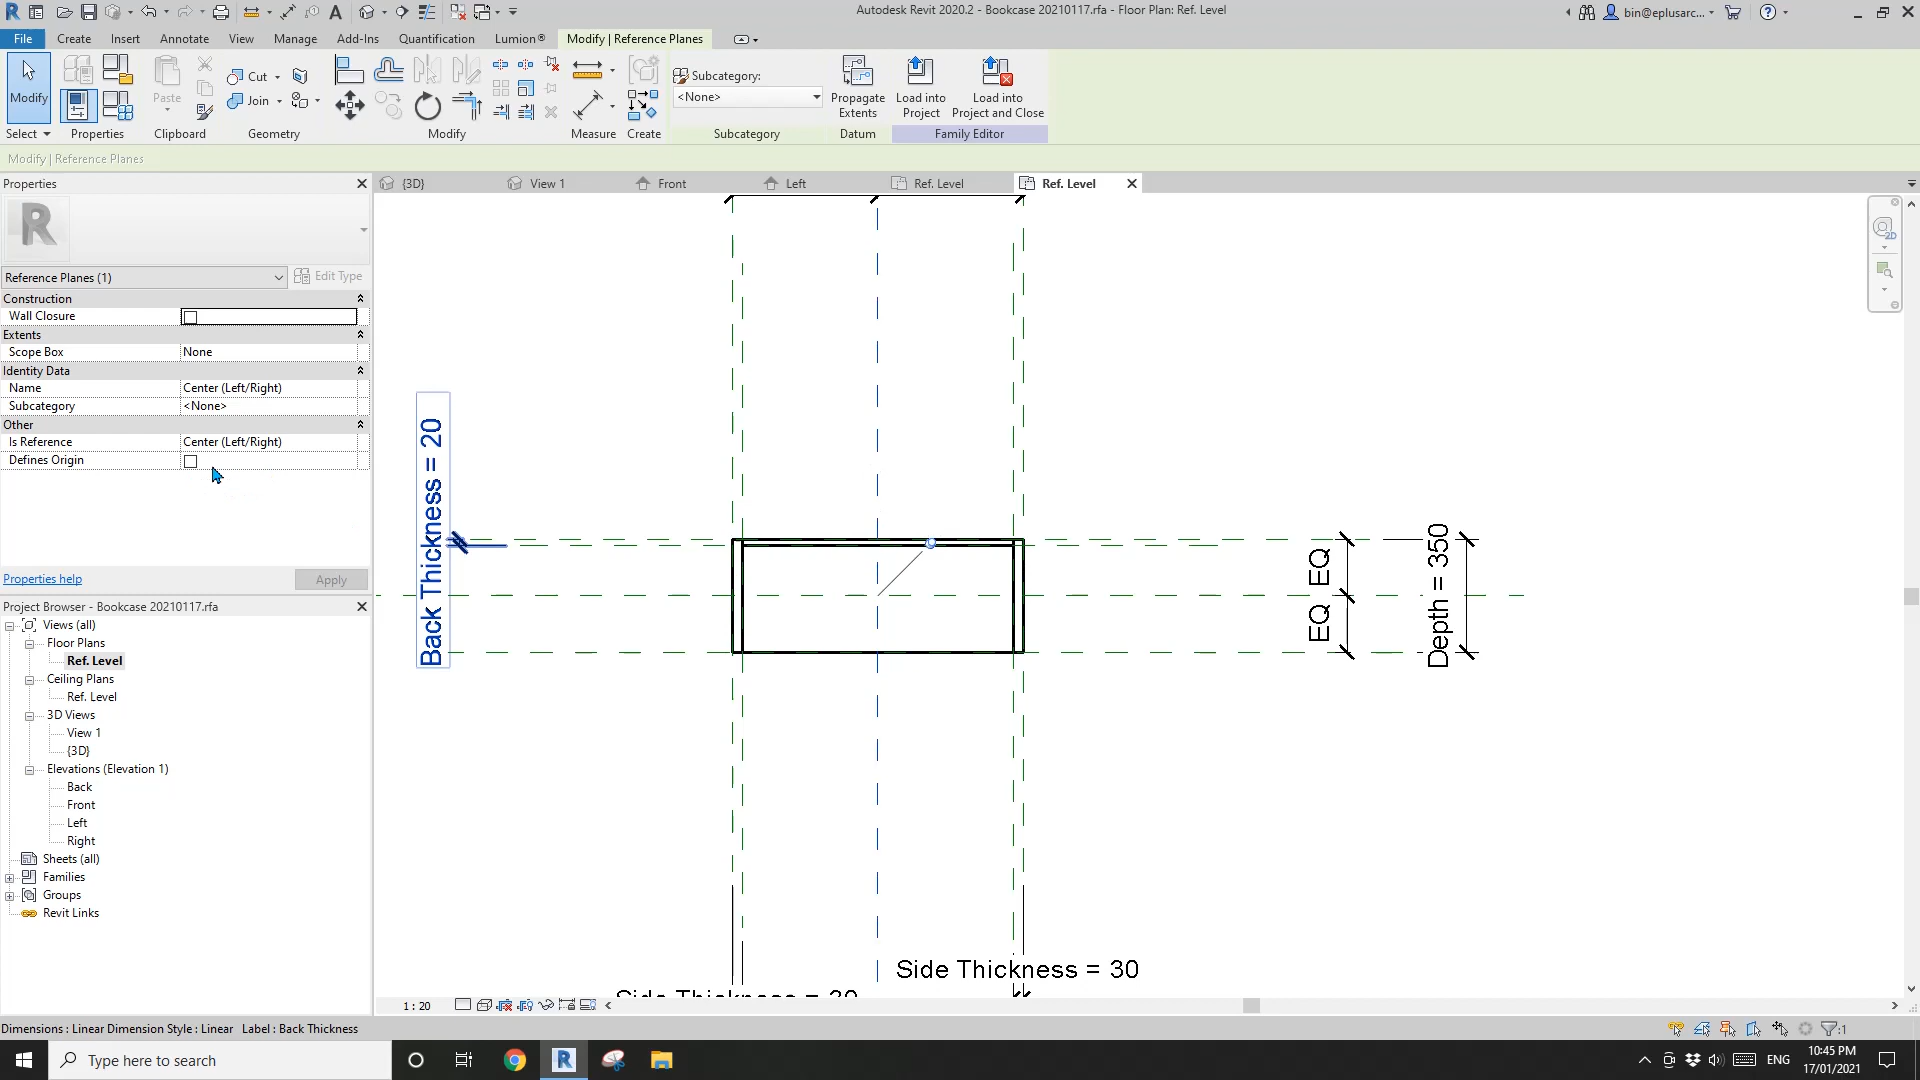 Autodesk Revit 2020.2 - Bookcase 20210117.rfa - Floor Plan: Ref. Level
bin@eplusarc...
File Create Insert Annotate View Manage Add-Ins Quantification Lumion® Modify | Reference Planes
Modify
Paste
Cut
Join
Subcategory:
<None>
Propagate Extents
Load into Project
Load into Project and Close
Select Properties Clipboard Geometry Modify Measure Create Subcategory Datum Family Editor
Modify | Reference Planes
Properties
{3D} View 1 Front Left Ref. Level Ref. Level
Reference Planes (1)
Edit Type
Construction
Wall Closure
Extents
Scope Box None
Identity Data
Name Center (Left/Right)
Subcategory <None>
Other
Is Reference Center (Left/Right)
Defines Origin
Properties help
Apply
Project Browser - Bookcase 20210117.rfa
Views (all)
Floor Plans
Ref. Level
Ceiling Plans
Ref. Level
3D Views
View 1
{3D}
Elevations (Elevation 1)
Back
Front
Left
Right
Sheets (all)
Families
Groups
Revit Links
Back Thickness = 20
EQ
EQ
Depth = 350
Side Thickness = 30
1 : 20
Dimensions : Linear Dimension Style : Linear Label : Back Thickness
:1
Type here to search
ENG
10:45 PM
17/01/2021